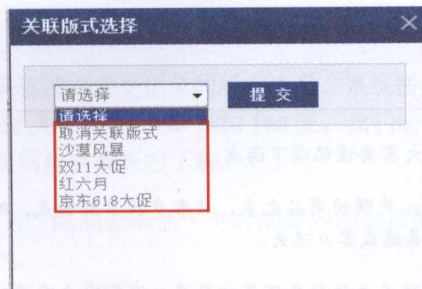 关联版式选择
请选择
提 交
请选择
取消关联版式
沙漠风暴
双11大促
红六月
京东618大促